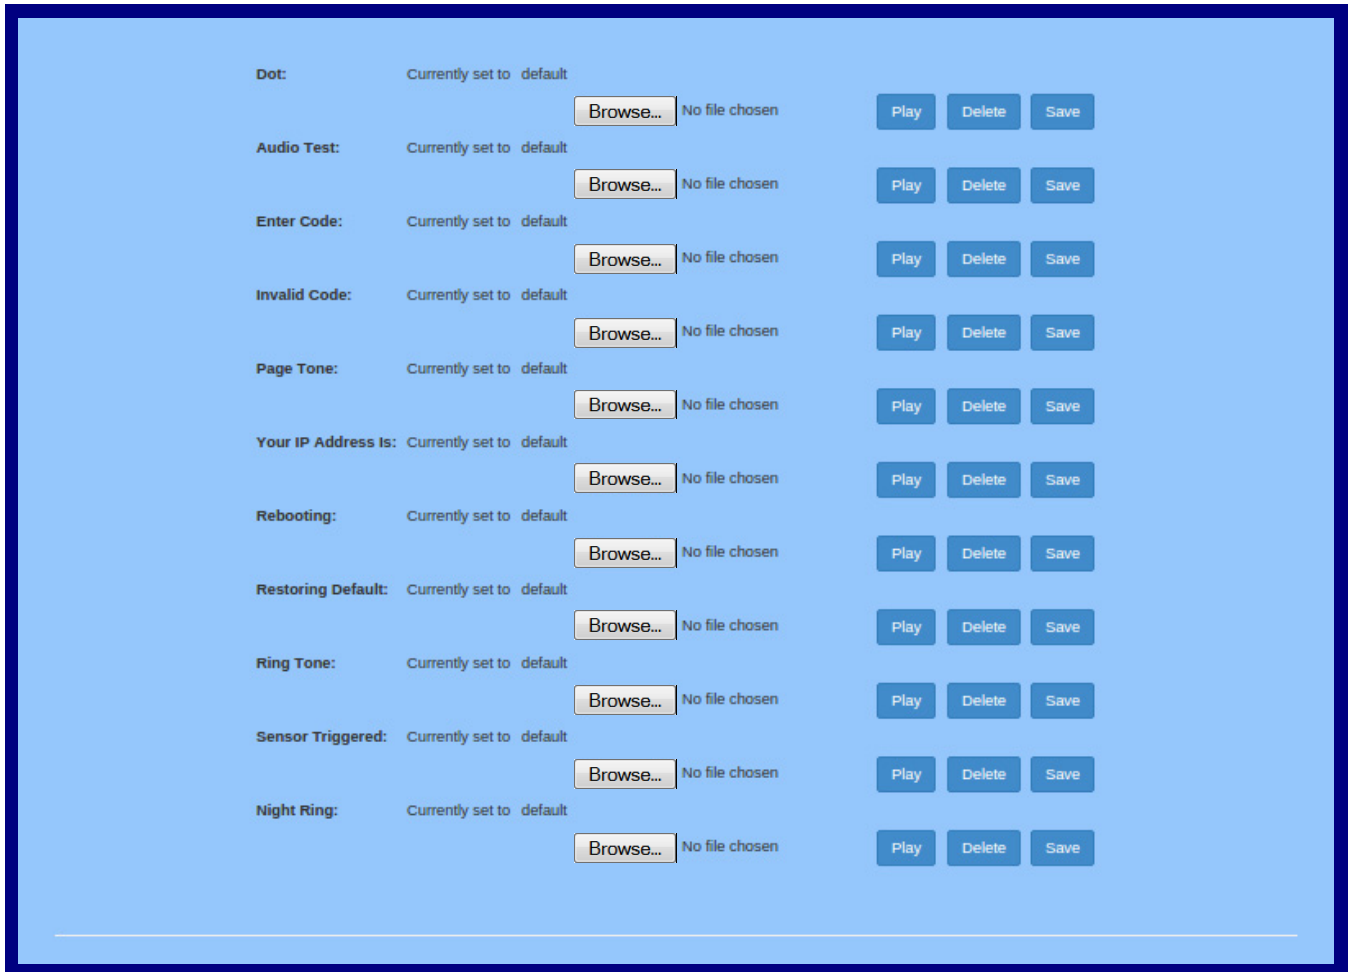 Dot: Currently set to default
Browse... No file chosen Play Delete Save
Audio Test: Currently set to default
Browse... No file chosen Play Delete Save
Enter Code: Currently set to default
Browse... No file chosen Play Delete Save
Invalid Code: Currently set to default
Browse... No file chosen Play Delete Save
Page Tone: Currently set to default
Browse... No file chosen Play Delete Save
Your IP Address Is: Currently set to default
Browse... No file chosen Play Delete Save
Rebooting: Currently set to default
Browse... No file chosen Play Delete Save
Restoring Default: Currently set to default
Browse... No file chosen Play Delete Save
Ring Tone: Currently set to default
Browse... No file chosen Play Delete Save
Sensor Triggered: Currently set to default
Browse... No file chosen Play Delete Save
Night Ring: Currently set to default
Browse... No file chosen Play Delete Save